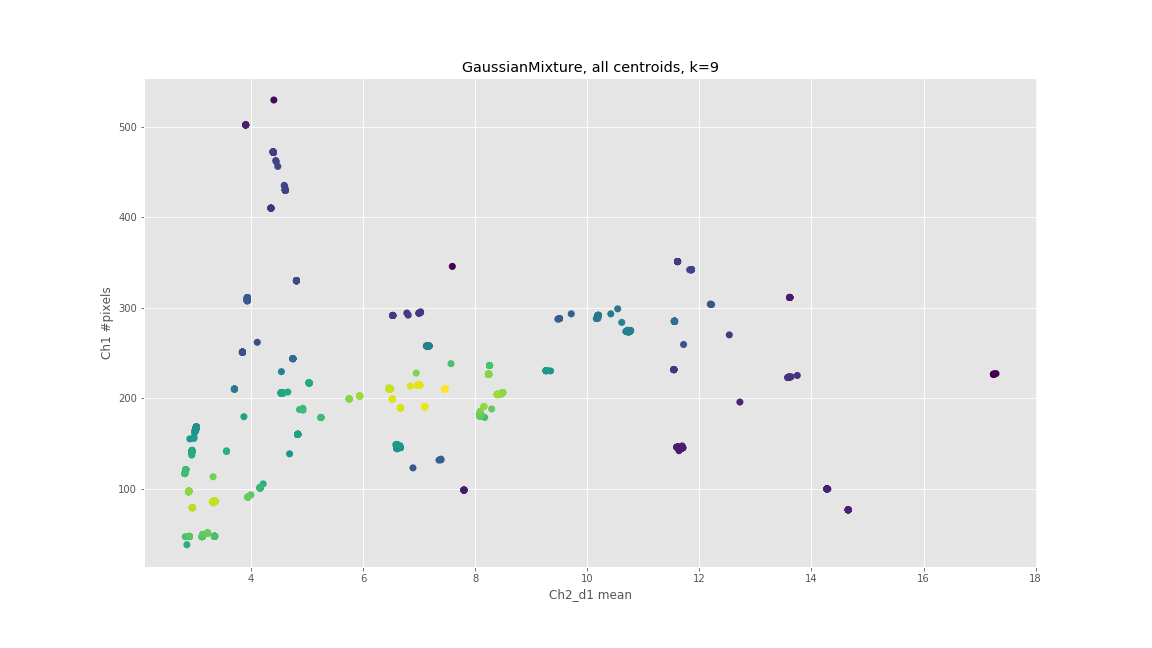 GaussianMixture, all centroids, k=9
500
400
300
200
100
Ch1 #pixels
4 6 8 10 12 14 16 18
Ch2_d1 mean